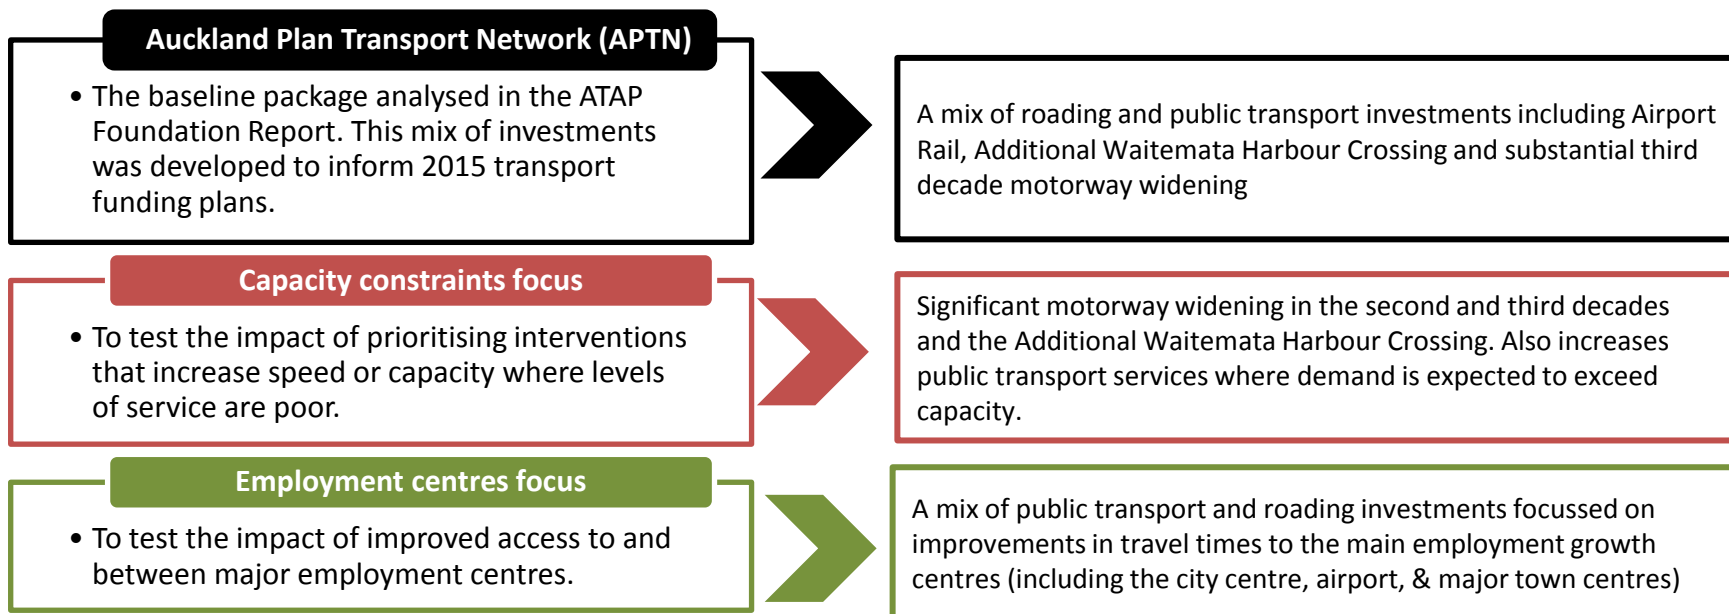 Auckland Plan Transport Network (APTN)
• The baseline package analysed in the ATAP
Foundation Report. This mix of investments
was developed to inform 2015 transport
funding plans.
A mix of roading and public transport investments including Airport
Rail, Additional Waitemata Harbour Crossing and substantial third
decade motorway widening
Capacity constraints focus
• To test the impact of prioritising interventions
that increase speed or capacity where levels
of service are poor.
Significant motorway widening in the second and third decades
and the Additional Waitemata Harbour Crossing. Also increases
public transport services where demand is expected to exceed
capacity.
Employment centres focus
• To test the impact of improved access to and
between major employment centres.
A mix of public transport and roading investments focussed on
improvements in travel times to the main employment growth
centres (including the city centre, airport, & major town centres)